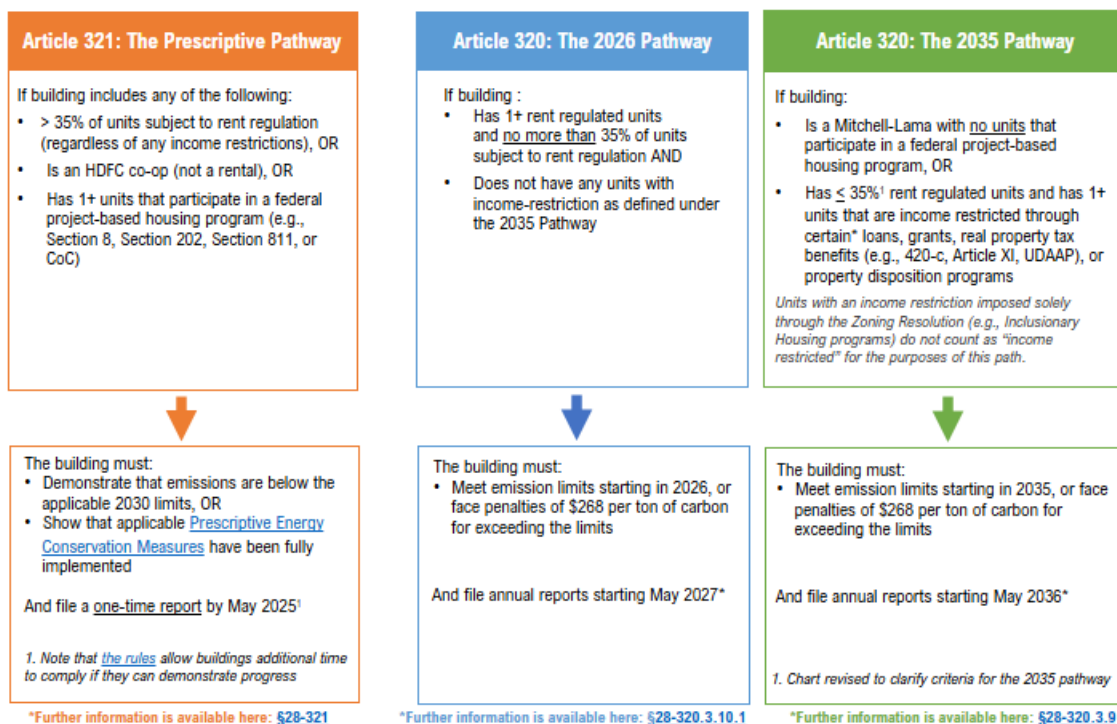 Article 321: The Prescriptive Pathway
If building includes any of the following:
• > 35% of units subject to rent regulation
(regardless of any income restrictions), OR
• Is an HDFC co-op (not a rental), OR
• Has 1+ units that participate in a federal
project-based housing program (e.g.,
Section 8, Section 202, Section 811, or
CoC)
The building must:
• Demonstrate that emissions are below the
applicable 2030 limits, OR
• Show that applicable Prescriptive Energy
Conservation Measures have been fully
implemented
And file a one-time report by May 2025¹
1. Note that the rules allow buildings additional time
to comply if they can demonstrate progress
*Further information is available here: §28-321
Article 320: The 2026 Pathway
If building :
• Has 1+ rent regulated units
and no more than 35% of units
subject to rent regulation AND
• Does not have any units with
income-restriction as defined under
the 2035 Pathway
The building must:
• Meet emission limits starting in 2026, or
face penalties of $268 per ton of carbon
for exceeding the limits
And file annual reports starting May 2027*
*Further information is available here: §28-320.3.10.1
Article 320: The 2035 Pathway
If building:
• Is a Mitchell-Lama with no units that
participate in a federal project-based
housing program, OR
• Has ≤ 35%¹ rent regulated units and has 1+
units that are income restricted through
certain* loans, grants, real property tax
benefits (e.g., 420-c, Article XI, UDAAP), or
property disposition programs
Units with an income restriction imposed solely
through the Zoning Resolution (e.g., Inclusionary
Housing programs) do not count as “income
restricted” for the purposes of this path.
The building must:
• Meet emission limits starting in 2035, or face
penalties of $268 per ton of carbon for
exceeding the limits
And file annual reports starting May 2036*
1. Chart revised to clarify criteria for the 2035 pathway
*Further information is available here: §28-320.3.9